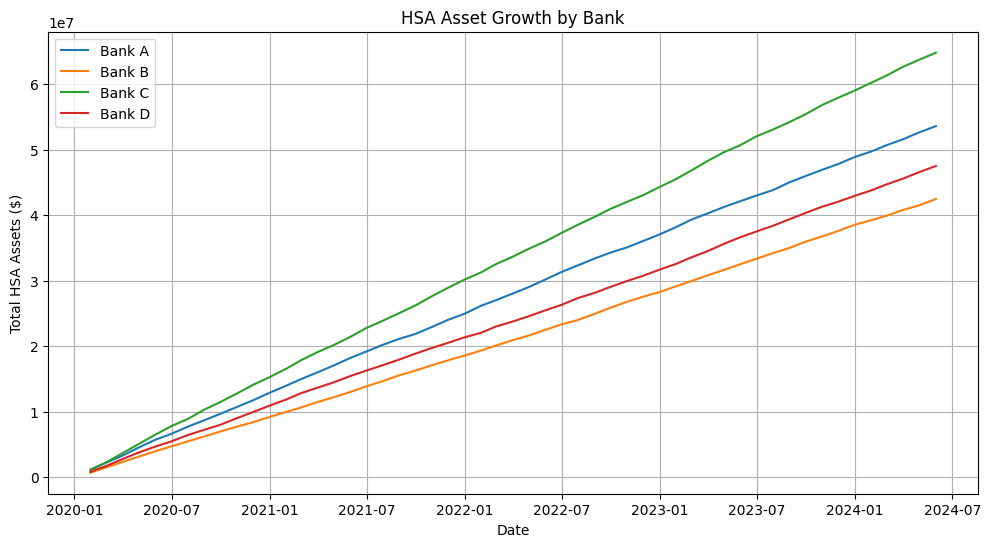 HSA Asset Growth by Bank
1e7
Bank A
Bank B
Bank C
Bank D
Total HSA Assets ($)
6
5
4
3
2
1
0
2020-01 2020-07 2021-01 2021-07 2022-01 2022-07 2023-01 2023-07 2024-01 2024-07
Date